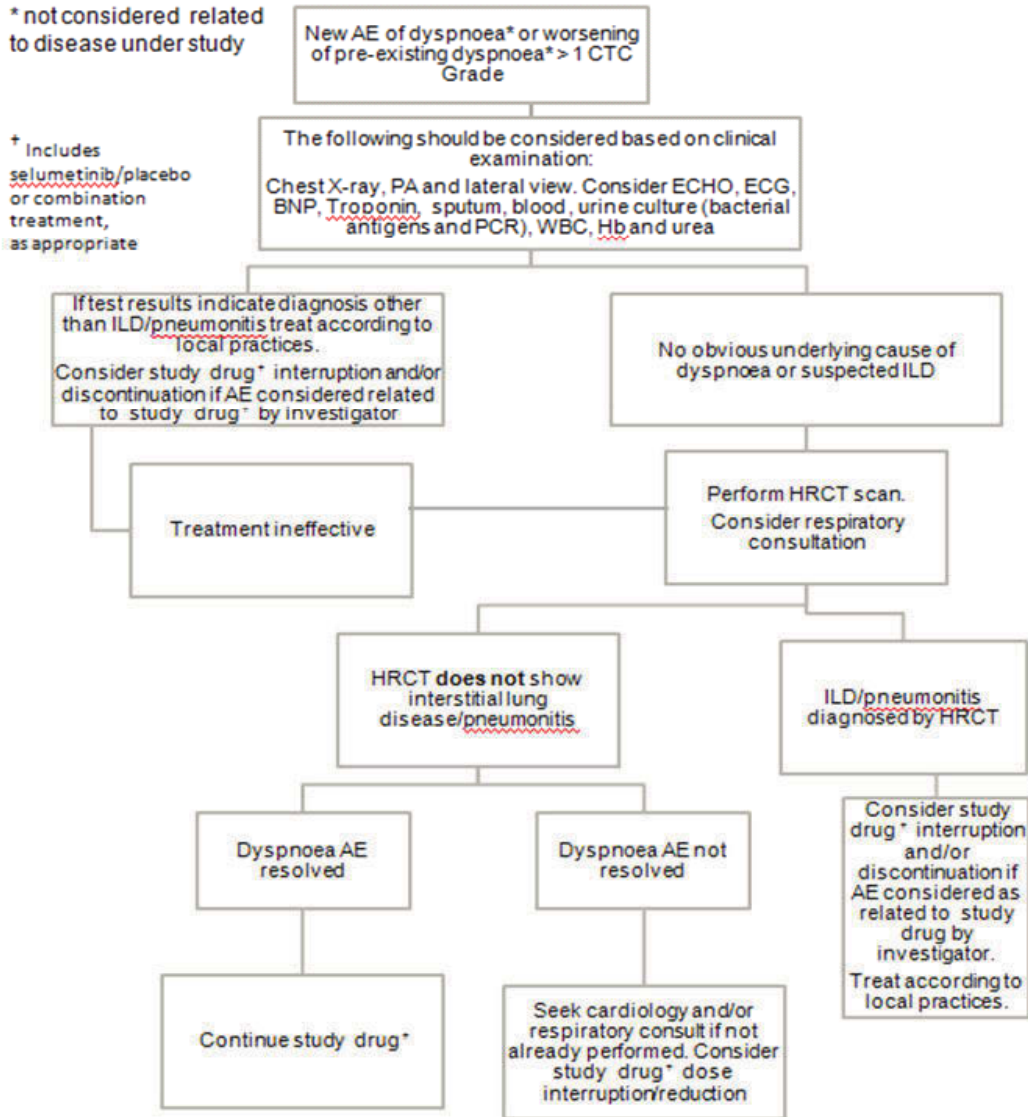 * not considered related
to disease under study
New AE of dyspnoea* or worsening
of pre-existing dyspnoea* > 1 CTC
Grade
† Includes
selumetinib/placebo
or combination
treatment,
as appropriate
The following should be considered based on clinical
examination:
Chest X-ray, PA and lateral view. Consider ECHO, ECG,
BNP, Troponin, sputum, blood, urine culture (bacterial
antigens and PCR), WBC, Hb and urea
If test results indicate diagnosis other
than ILD/pneumonitis treat according to
local practices.
Consider study drug⁺ interruption and/or
discontinuation if AE considered related
to study drug⁺ by investigator
No obvious underlying cause of
dyspnoea or suspected ILD
Treatment ineffective
Perform HRCT scan.
Consider respiratory
consultation
HRCT does not show
interstitial lung
disease/pneumonitis
ILD/pneumonitis
diagnosed by HRCT
Dyspnoea AE
resolved
Dyspnoea AE not
resolved
Consider study
drug⁺ interruption
and/or
discontinuation if
AE considered as
related to study
drug by
investigator.
Treat according to
local practices.
Continue study drug⁺
Seek cardiology and/or
respiratory consult if not
already performed. Consider
study drug⁺ dose
interruption/reduction